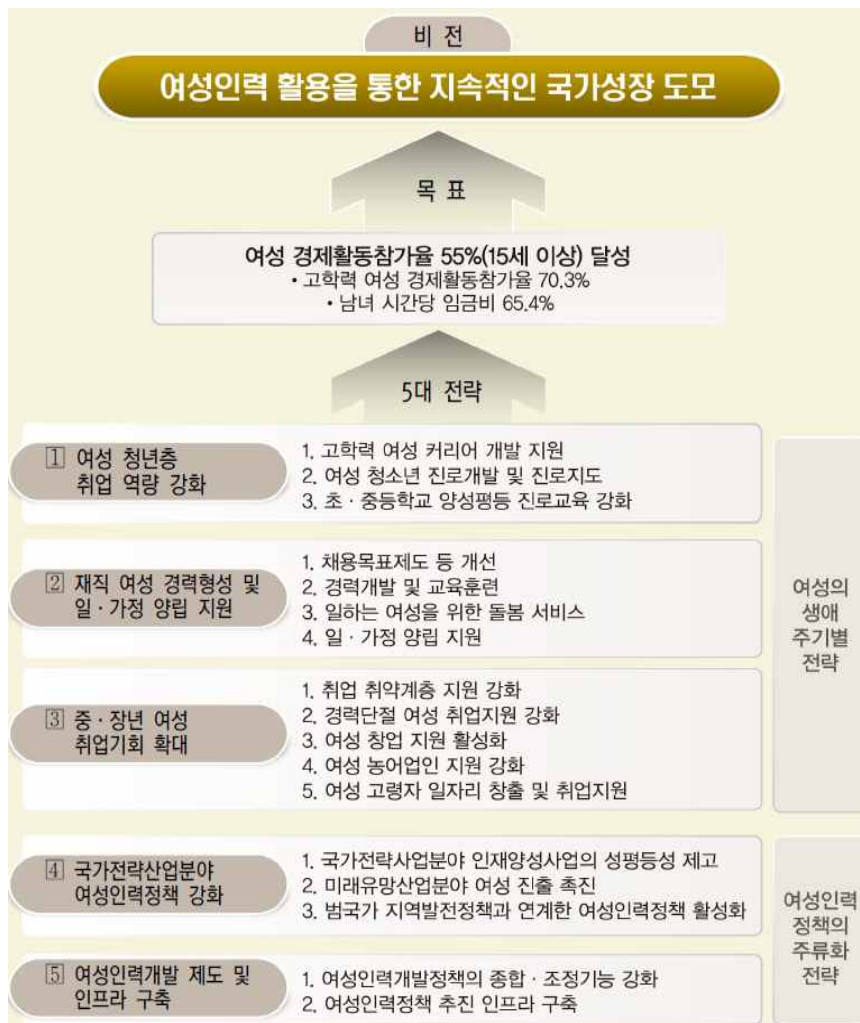 비 전
여성인력 활용을 통한 지속적인 국가성장 도모
목 표
여성 경제활동참가율 55%(15세 이상) 달성
• 고학력 여성 경제활동참가율 70.3%
• 남녀 시간당 임금비 65.4%
5대 전략
1 여성 청년층
취업 역량 강화
1. 고학력 여성 커리어 개발 지원
2. 여성 청소년 진로개발 및 진로지도
3. 초 · 중등학교 양성평등 진로교육 강화
2 재직 여성 경력형성 및
일 · 가정 양립 지원
1. 채용목표제도 등 개선
2. 경력개발 및 교육훈련
3. 일하는 여성을 위한 돌봄 서비스
4. 일 · 가정 양립 지원
3 중 · 장년 여성
취업기회 확대
1. 취업 취약계층 지원 강화
2. 경력단절 여성 취업지원 강화
3. 여성 창업 지원 활성화
4. 여성 농어업인 지원 강화
5. 여성 고령자 일자리 창출 및 취업지원
여성의
생애
주기별
전략
4 국가전략산업분야
여성인력정책 강화
1. 국가전략사업분야 인재양성사업의 성평등성 제고
2. 미래유망산업분야 여성 진출 촉진
3. 범국가 지역발전정책과 연계한 여성인력정책 활성화
5 여성인력개발 제도 및
인프라 구축
1. 여성인력개발정책의 종합 · 조정기능 강화
2. 여성인력정책 추진 인프라 구축
여성인력
정책의
주류화
전략